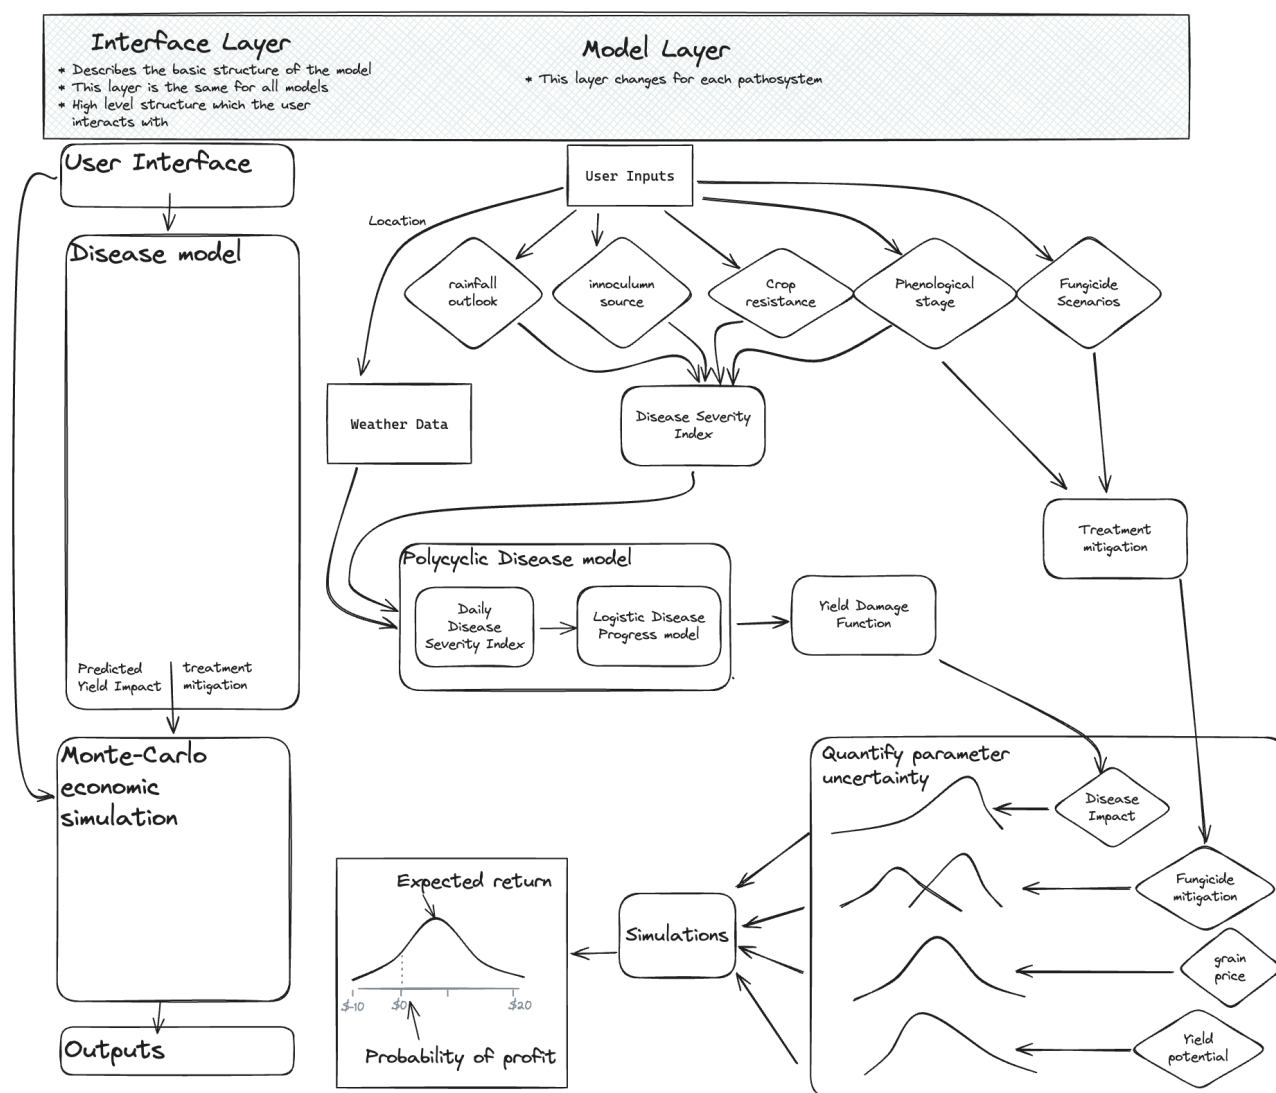 Interface Layer
* Describes the basic structure of the model
* This layer is the same for all models
* High level structure which the user
interacts with
Model Layer
* This layer changes for each pathosystem
User Interface
User Inputs
Location
Disease model
rainfall
outlook
innoculumn
source
Crop
resistance
Phenological
stage
Fungicide
Scenarios
Weather Data
Disease Severity
Index
Treatment
mitigation
Polycyclic Disease model
Daily
Disease
Severity Index
Logistic Disease
Progress model
Yield Damage
Function
Predicted
Yield Impact
treatment
mitigation
Monte-Carlo
economic
simulation
Quantify parameter
uncertainty
Disease
Impact
Fungicide
mitigation
grain
price
Yield
potential
Simulations
Expected return
$-10
$0
$20
Probability of profit
Outputs